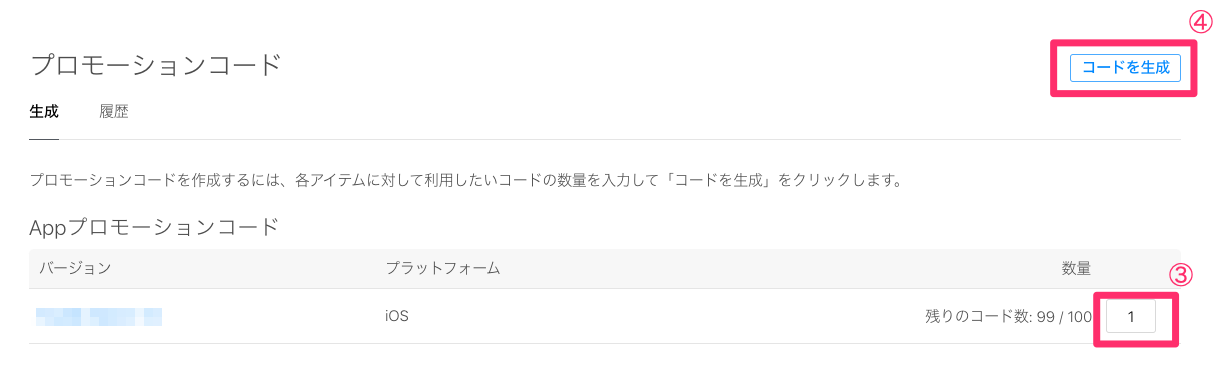 ④
プロモーションコード
コードを生成
生成 履歴
プロモーションコードを作成するには、各アイテムに対して利用したいコードの数量を入力して「コードを生成」をクリックします。
Appプロモーションコード
バージョン プラットフォーム 数量
③
iOS 残りのコード数: 99 / 100 1